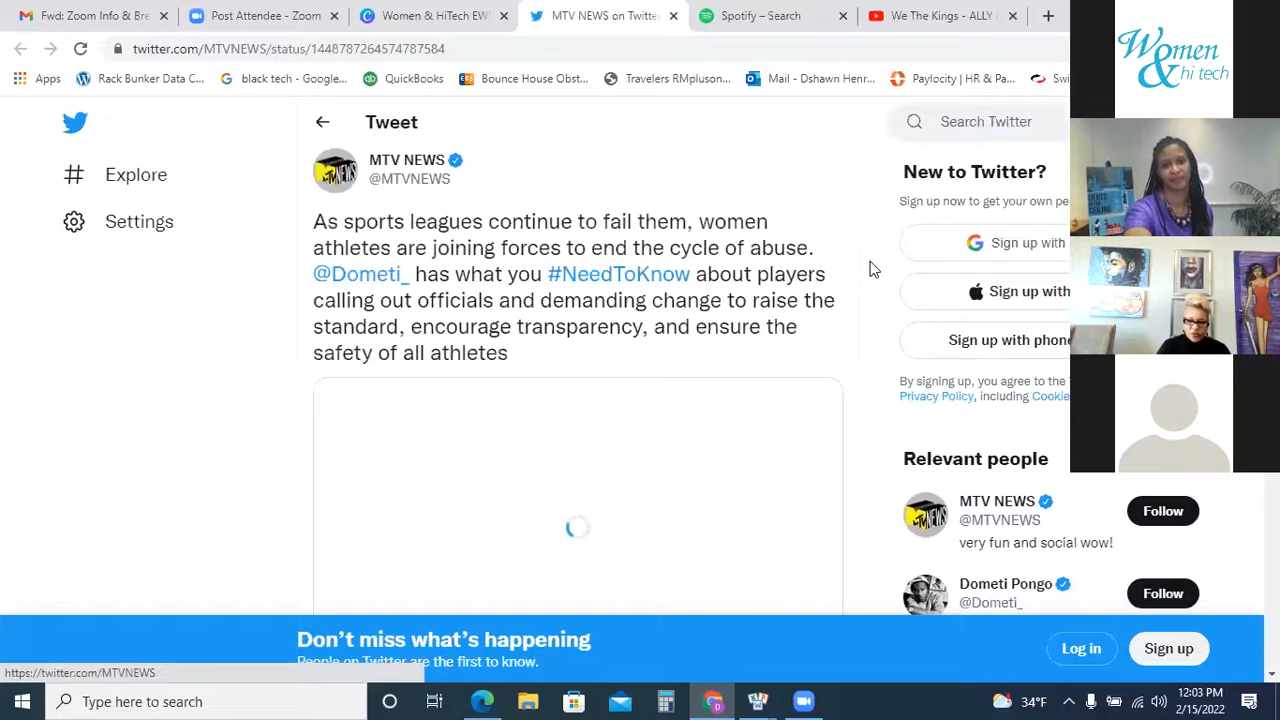 Fwd: Zoom Info & Bre
Post Attendee - Zoom
Women & HiTech EW
MTV NEWS on Twitte
Spotify – Search
We The Kings - ALLY
twitter.com/MTVNEWS/status/1448787264574787584
Apps
Rack Bunker Data C...
black tech - Google...
QuickBooks
Bounce House Obst...
Travelers RMpluson...
Mail - Dshawn Henr...
Paylocity | HR & Pa...
Swi
Women
& hi tech
Tweet
Search Twitter
MTV NEWS
@MTVNEWS
Explore
Settings
As sports leagues continue to fail them, women
athletes are joining forces to end the cycle of abuse.
@Dometi_ has what you #NeedToKnow about players
calling out officials and demanding change to raise the
standard, encourage transparency, and ensure the
safety of all athletes
New to Twitter?
Sign up now to get your own pe
Sign up with
Sign up with
Sign up with phon
By signing up, you agree to the
Privacy Policy, including Cookie
Relevant people
MTV NEWS
@MTVNEWS
Follow
very fun and social wow!
Dometi Pongo
@Dometi_
Follow
Don't miss what's happening
People on Twitter are the first to know.
Log in
Sign up
https://twitter.com/MTVNEWS
Type here to search
34°F
12:03 PM
2/15/2022